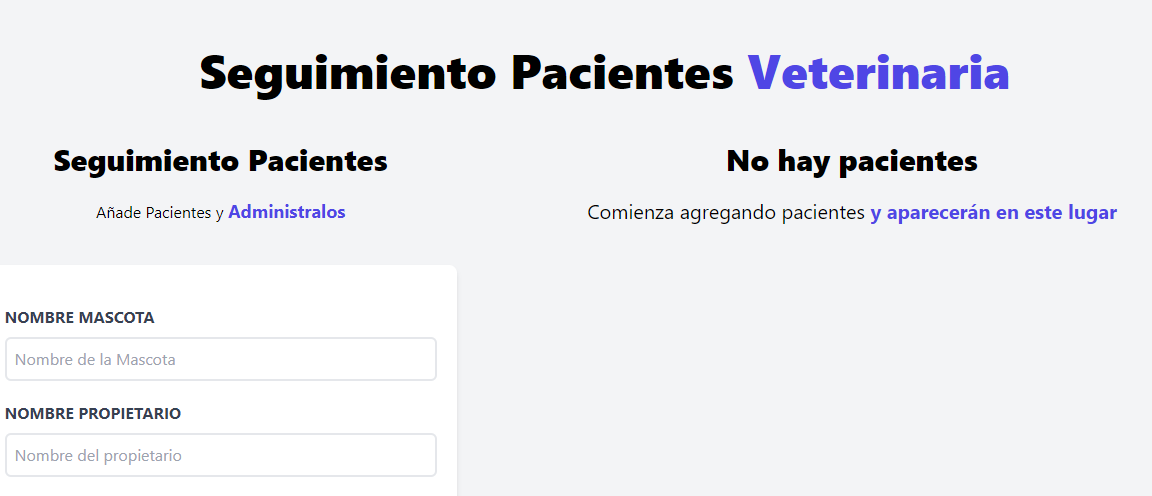 Seguimiento Pacientes Veterinaria
Seguimiento Pacientes
Añade Pacientes y Administralos
NOMBRE MASCOTA
Nombre de la Mascota
NOMBRE PROPIETARIO
Nombre del propietario
No hay pacientes
Comienza agregando pacientes y aparecerán en este lugar